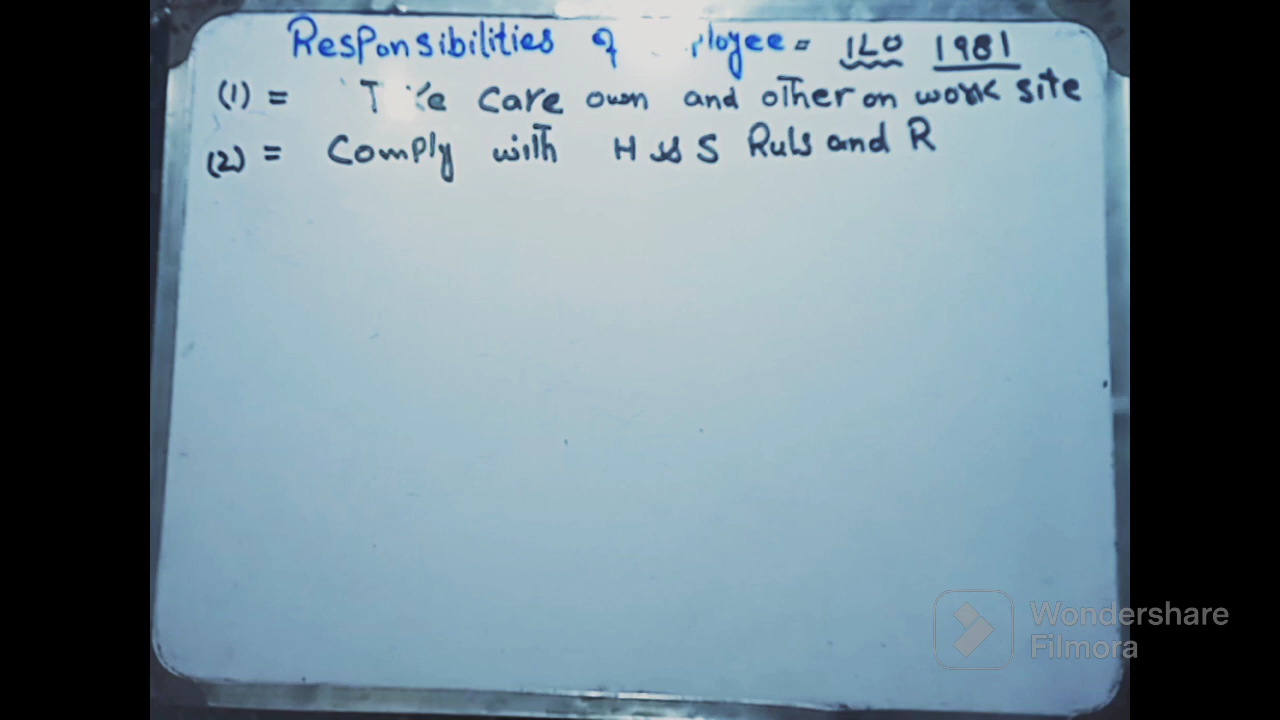 Responsibilities of ployee = ILO 1981
(1) = Take care own and other on work site
(2) = Comply with H & S Ruls and R
Wondershare
Filmora